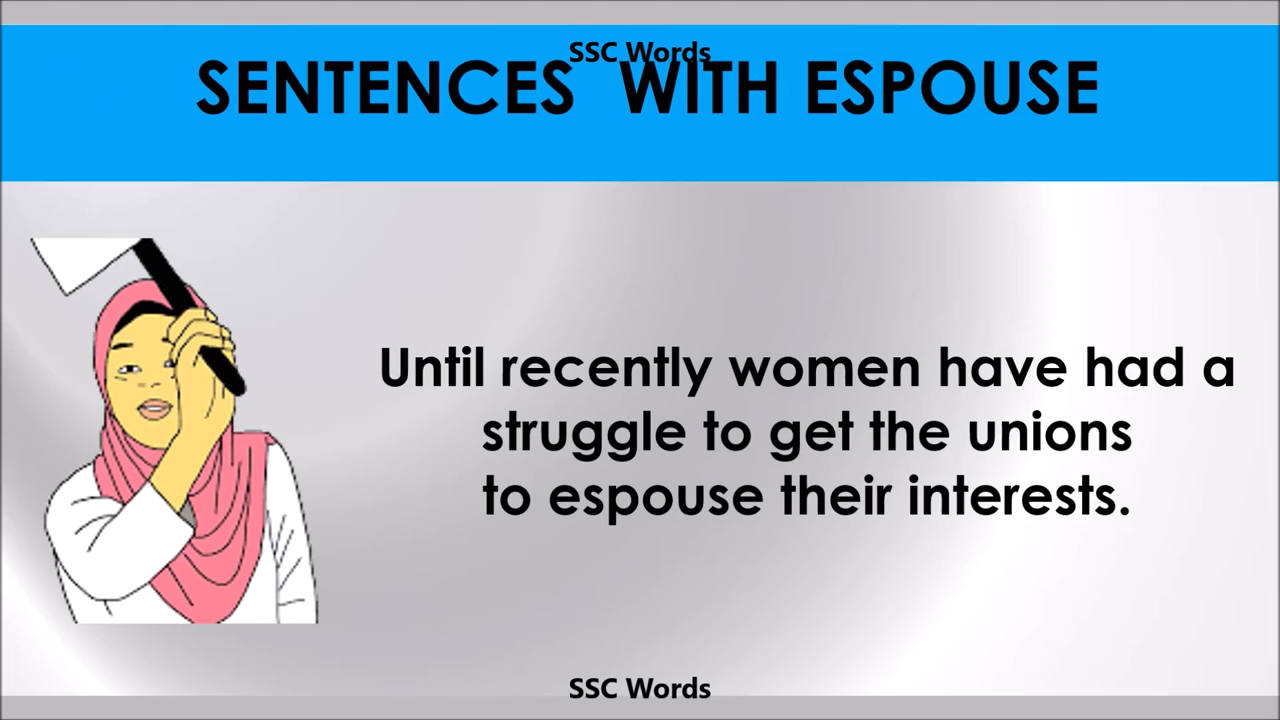 SSC Words
SENTENCES WITH ESPOUSE
Until recently women have had a
struggle to get the unions
to espouse their interests.
SSC Words